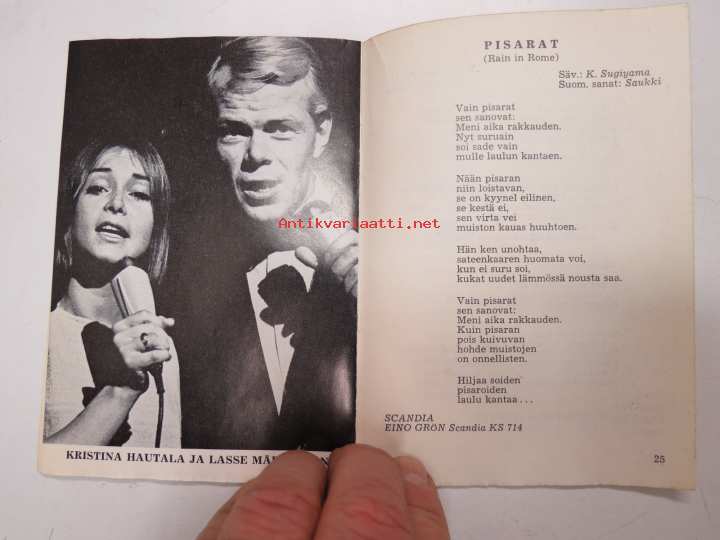 KRISTINA HAUTALA JA LASSE
Antikvariaatti.net
PISARAT
(Rain in Rome)
Säv.: K. Sugiyama
Suom. sanat: Saukki
Vain pisarat
sen sanovat:
Meni aika rakkauden.
Nyt suruain
soi sade vain
mulle laulun kantaen.
Nään pisaran
niin loistavan,
se on kyynel eilinen,
se kestä ei,
sen virta vei
muiston kauas huuhtoen.
Hän ken unohtaa,
sateenkaaren huomata voi,
kun ei suru soi,
kukat uudet lämmössä nousta saa.
Vain pisarat
sen sanovat:
Meni aika rakkauden.
Kuin pisaran
pois kuivuvan
hohde muistojen
on onnellisten.
Hiljaa soiden
pisaroiden
laulu kantaa...
SCANDIA
EINO GRÖN Scandia KS 714
25